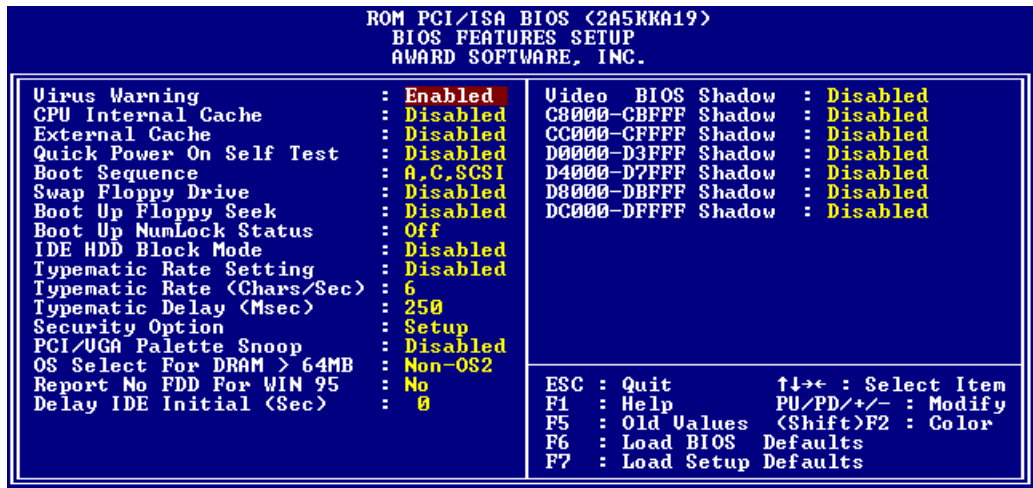 ROM PCI/ISA BIOS (2A5KKA19)
BIOS FEATURES SETUP
AWARD SOFTWARE, INC.
Virus Warning : Enabled
CPU Internal Cache : Disabled
External Cache : Disabled
Quick Power On Self Test : Disabled
Boot Sequence : A,C,SCSI
Swap Floppy Drive : Disabled
Boot Up Floppy Seek : Disabled
Boot Up NumLock Status : Off
IDE HDD Block Mode : Disabled
Typematic Rate Setting : Disabled
Typematic Rate (Chars/Sec) : 6
Typematic Delay (Msec) : 250
Security Option : Setup
PCI/VGA Palette Snoop : Disabled
OS Select For DRAM > 64MB : Non-OS2
Report No FDD For WIN 95 : No
Delay IDE Initial (Sec) : 0
Video BIOS Shadow : Disabled
C8000-CBFFF Shadow : Disabled
CC000-CFFFF Shadow : Disabled
D0000-D3FFF Shadow : Disabled
D4000-D7FFF Shadow : Disabled
D8000-DBFFF Shadow : Disabled
DC000-DFFFF Shadow : Disabled
ESC : Quit ↑↓→← : Select Item
F1 : Help PU/PD/+/- : Modify
F5 : Old Values (Shift)F2 : Color
F6 : Load BIOS Defaults
F7 : Load Setup Defaults